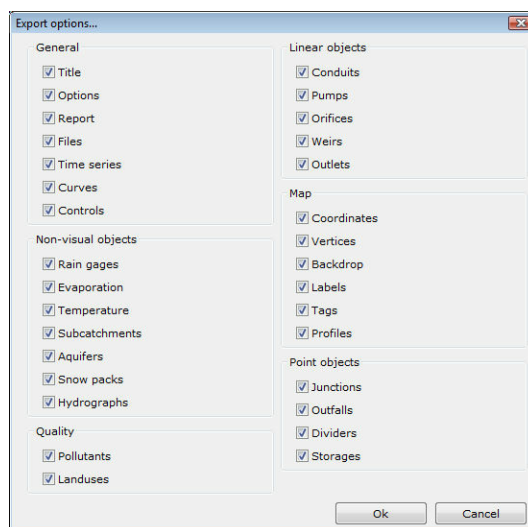 Export options...
General
Title
Options
Report
Files
Time series
Curves
Controls
Non-visual objects
Rain gages
Evaporation
Temperature
Subcatchments
Aquifers
Snow packs
Hydrographs
Quality
Pollutants
Landuses
Linear objects
Conduits
Pumps
Orifices
Weirs
Outlets
Map
Coordinates
Vertices
Backdrop
Labels
Tags
Profiles
Point objects
Junctions
Outfalls
Dividers
Storages
Ok
Cancel